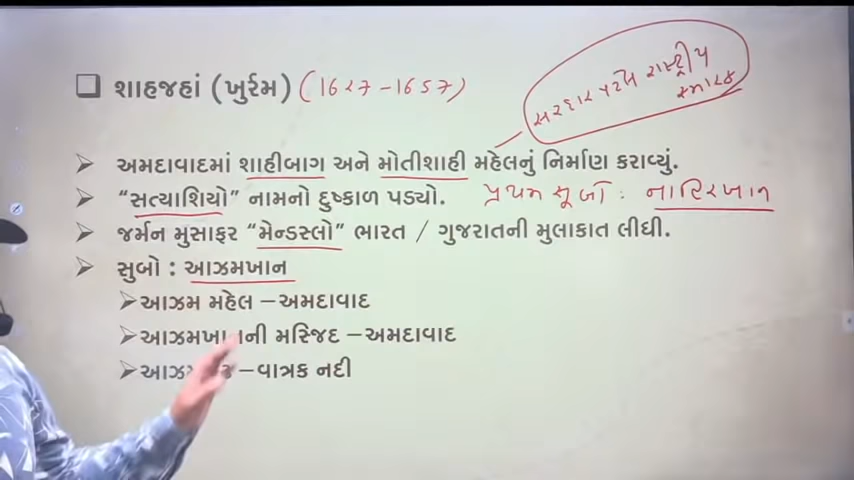 ❑ શાહજહાં (ખુર્રમ) (1627 - 1657)
સરદાર પટેલ રાષ્ટ્રીય
સ્મારક
➢ અમદાવાદમાં શાહીબાગ અને મોતીશાહી મહેલનું નિર્માણ કરાવ્યું.
➢ “સત્યાશિયો” નામનો દુષ્કાળ પડ્યો. પ્રથમ સૂબો : નાહિરખાન
➢ જર્મન મુસાફર “મેન્ડસ્લો” ભારત / ગુજરાતની મુલાકાત લીધી.
➢ સુબો : આઝમખાન
➢ આઝમ મહેલ – અમદાવાદ
➢ આઝમખાનની મસ્જિદ – અમદાવાદ
➢ – વાત્રક નદી